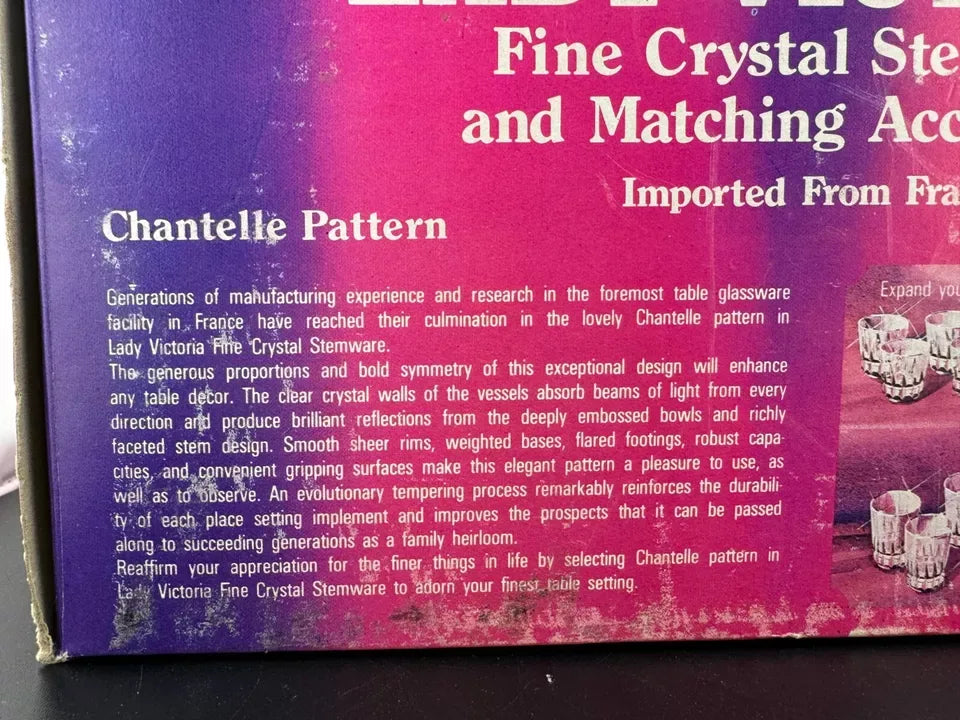 LADY VICT
Fine Crystal Ste
and Matching Acc
Imported From Fra
Chantelle Pattern
Generations of manufacturing experience and research in the foremost table glassware
facility in France have reached their culmination in the lovely Chantelle pattern in
Lady Victoria Fine Crystal Stemware.
The generous proportions and bold symmetry of this exceptional design will enhance
any table decor. The clear crystal walls of the vessels absorb beams of light from every
direction and produce brilliant reflections from the deeply embossed bowls and richly
faceted stem design. Smooth sheer rims, weighted bases, flared footings, robust capa-
cities, and convenient gripping surfaces make this elegant pattern a pleasure to use, as
well as to observe. An evolutionary tempering process remarkably reinforces the durabili-
ty of each place setting implement and improves the prospects that it can be passed
along to succeeding generations as a family heirloom.
Reaffirm your appreciation for the finer things in life by selecting Chantelle pattern in
Lady Victoria Fine Crystal Stemware to adorn your finest table setting.
Expand you